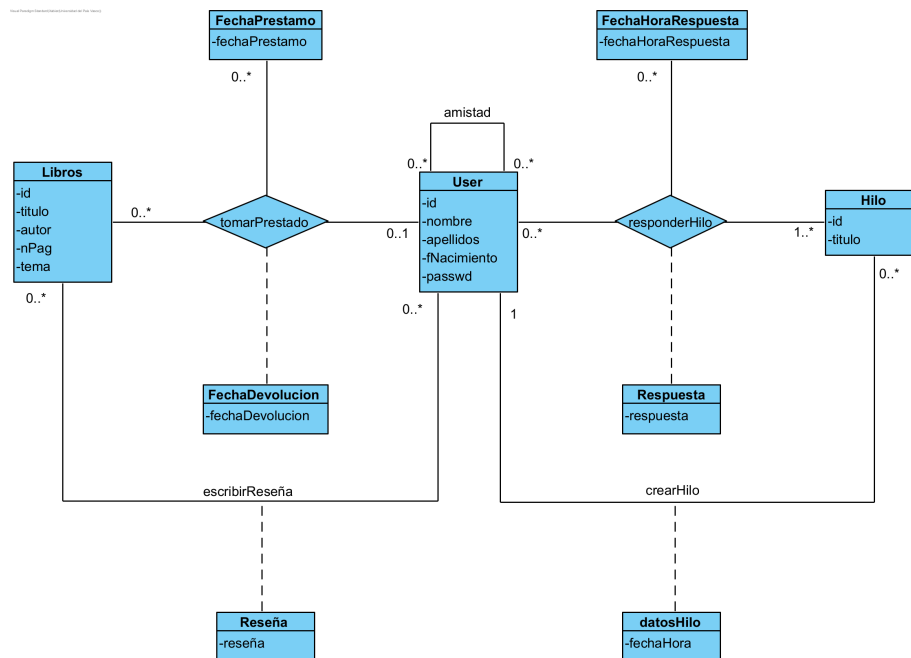 FechaPrestamo
-fechaPrestamo
0..*
FechaHoraRespuesta
-fechaHoraRespuesta
0..*
amistad
0..*
0..*
Libros
-id
-titulo
-autor
-nPag
-tema
0..*
tomarPrestado
0..1
User
-id
-nombre
-apellidos
-fNacimiento
-passwd
0..*
responderHilo
1..*
Hilo
-id
-titulo
0..*
0..*
0..*
1
FechaDevolucion
-fechaDevolucion
Respuesta
-respuesta
escribirReseña
crearHilo
Reseña
-reseña
datosHilo
-fechaHora